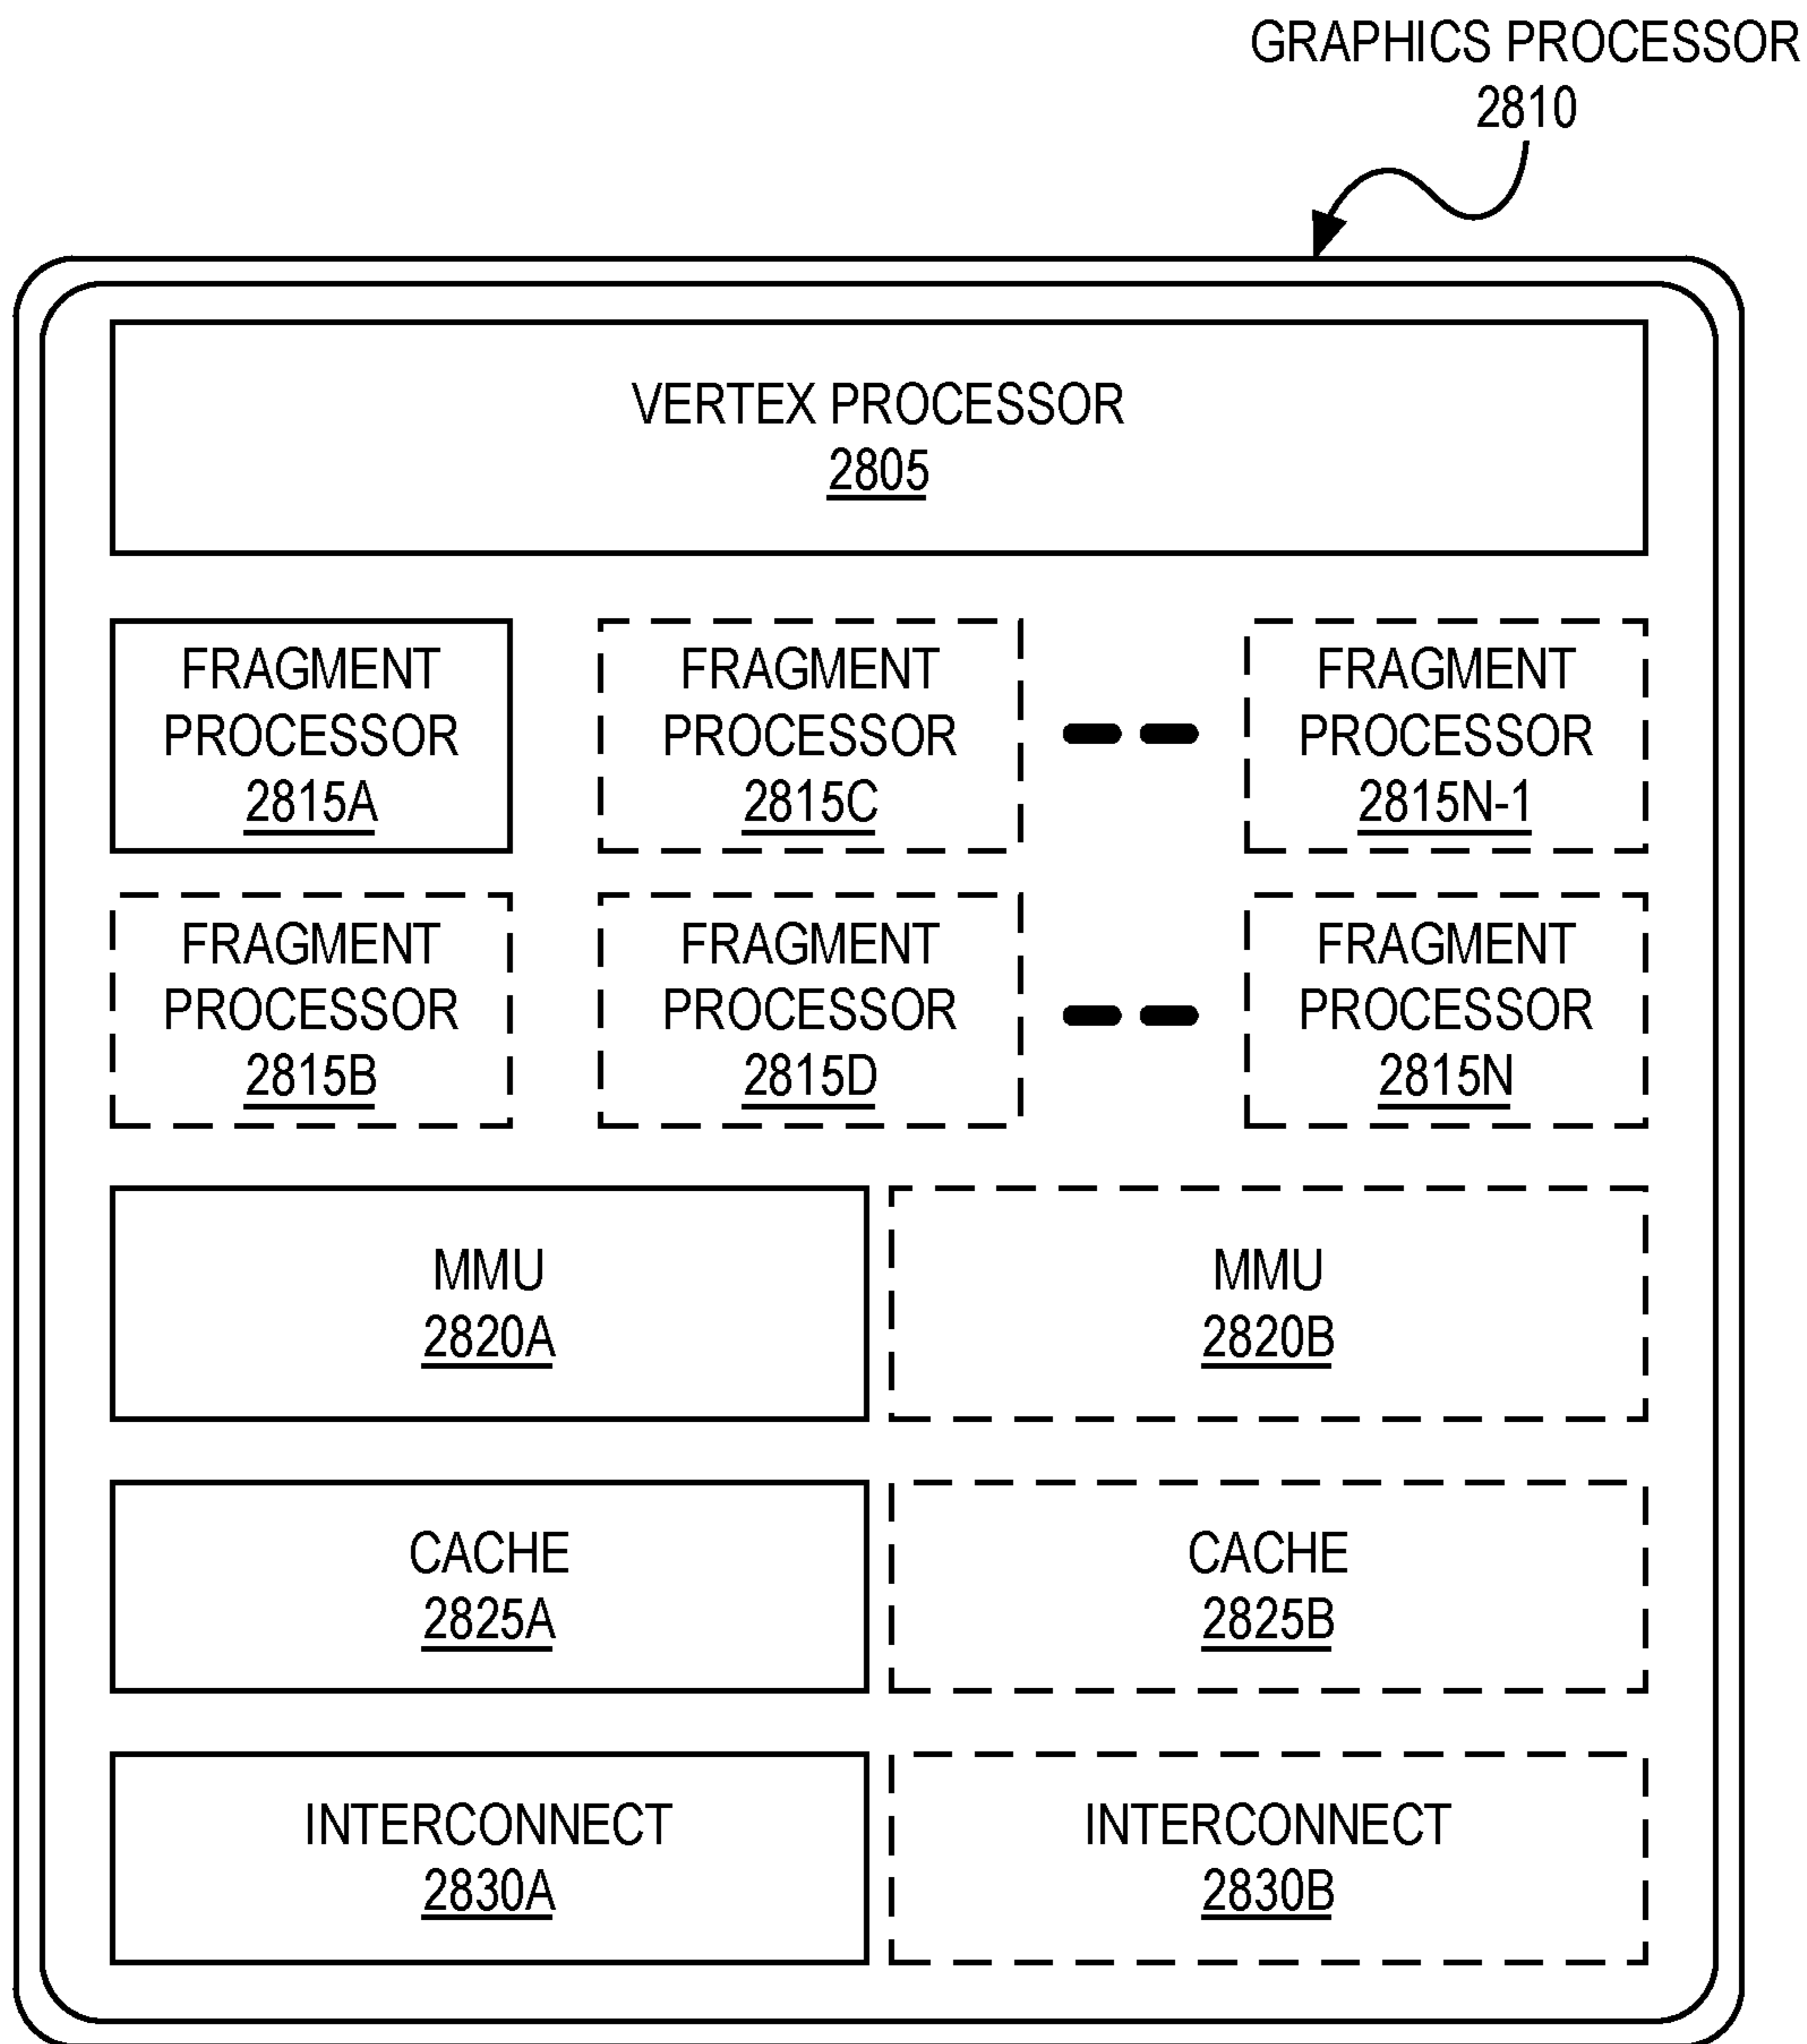 GRAPHICS PROCESSOR
2810
VERTEX PROCESSOR
2805
FRAGMENT
PROCESSOR
2815A
FRAGMENT
PROCESSOR
2815C
FRAGMENT
PROCESSOR
2815N-1
FRAGMENT
PROCESSOR
2815B
FRAGMENT
PROCESSOR
2815D
FRAGMENT
PROCESSOR
2815N
MMU
2820A
MMU
2820B
CACHE
2825A
CACHE
2825B
INTERCONNECT
2830A
INTERCONNECT
2830B